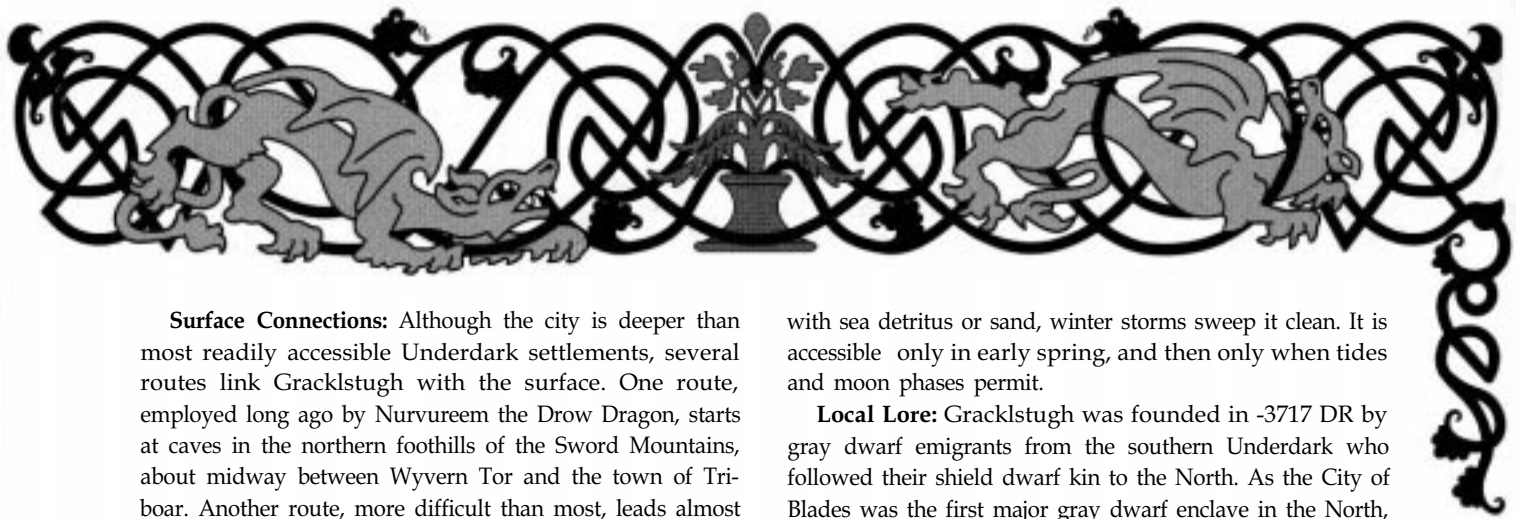 Surface Connections: Although the city is deeper than
most readily accessible Underdark settlements, several
routes link Gracklstugh with the surface. One route,
employed long ago by Nurvureem the Drow Dragon, starts
at caves in the northern foothills of the Sword Mountains,
about midway between Wyvern Tor and the town of Tri-
boar. Another route, more difficult than most, leads almost
with sea detritus or sand, winter storms sweep it clean. It is
accessible only in early spring, and then only when tides
and moon phases permit.
Local Lore: Gracklstugh was founded in -3717 DR by
gray dwarf emigrants from the southern Underdark who
followed their shield dwarf kin to the North. As the City of
Blades was the first major gray dwarf enclave in the North,